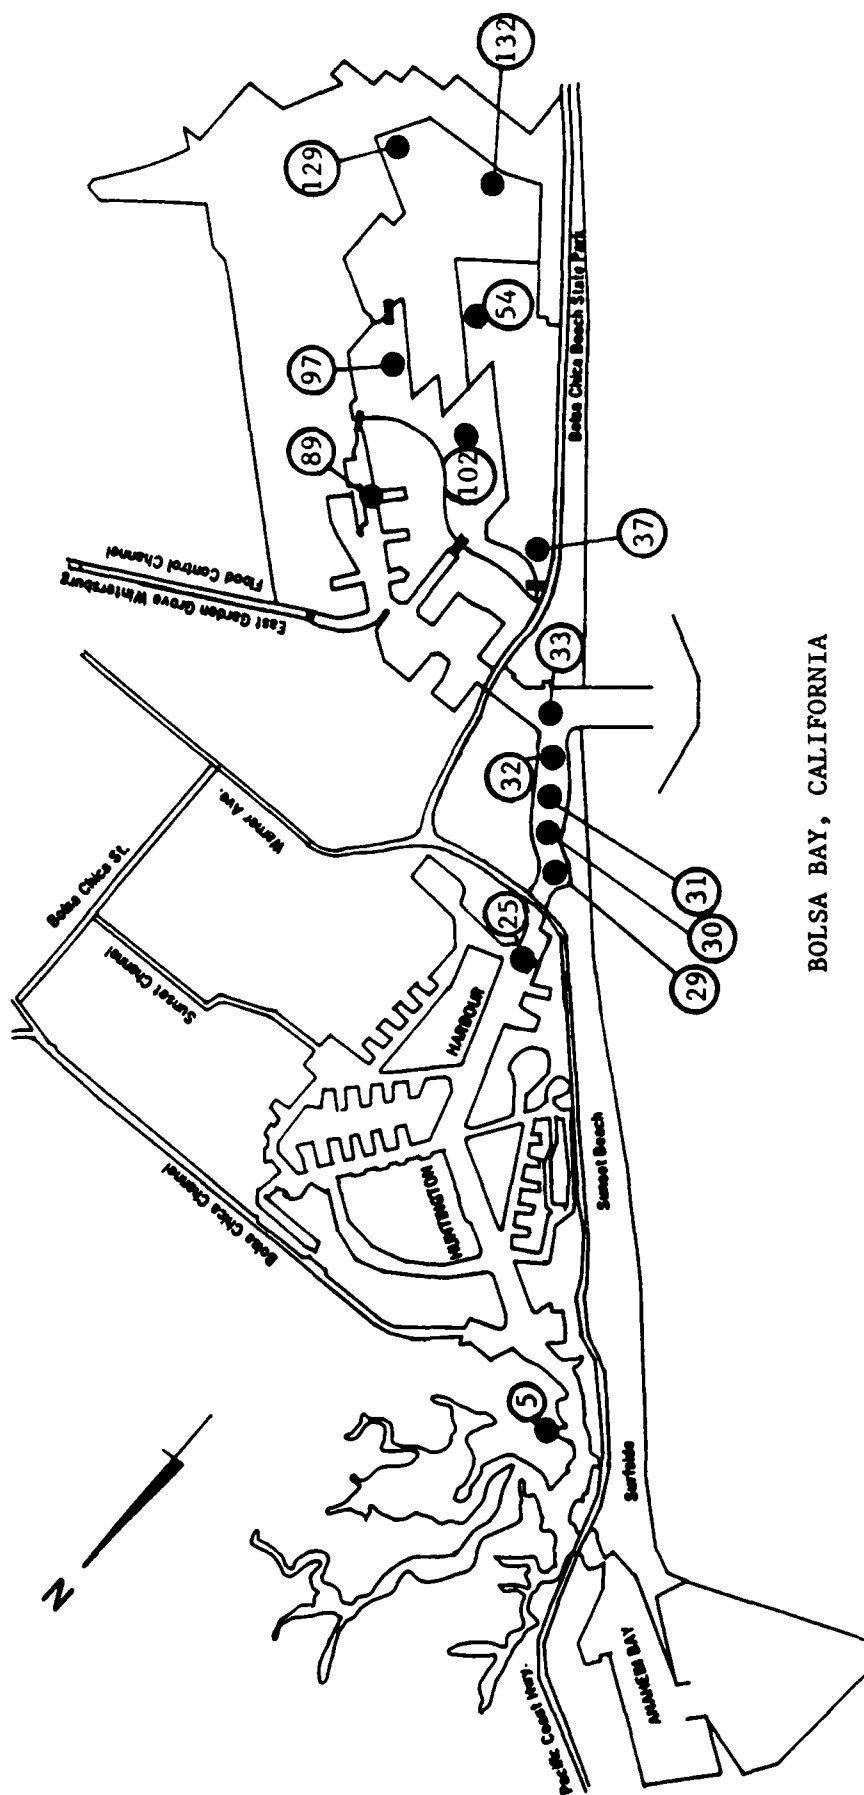 N
Pacific Coast Hwy.
ANAHEIM BAY
Surfside
5
Sunset Beach
HUNTINGTON
HARBOUR
Bolsa Chica Channel
Sunset Channel
Bolsa Chica St.
Warner Ave.
25
29
30
31
32
33
37
East Garden Grove Wintersburg
Flood Control Channel
89
102
97
54
129
132
Bolsa Chica Beach State Park
BOLSA BAY, CALIFORNIA